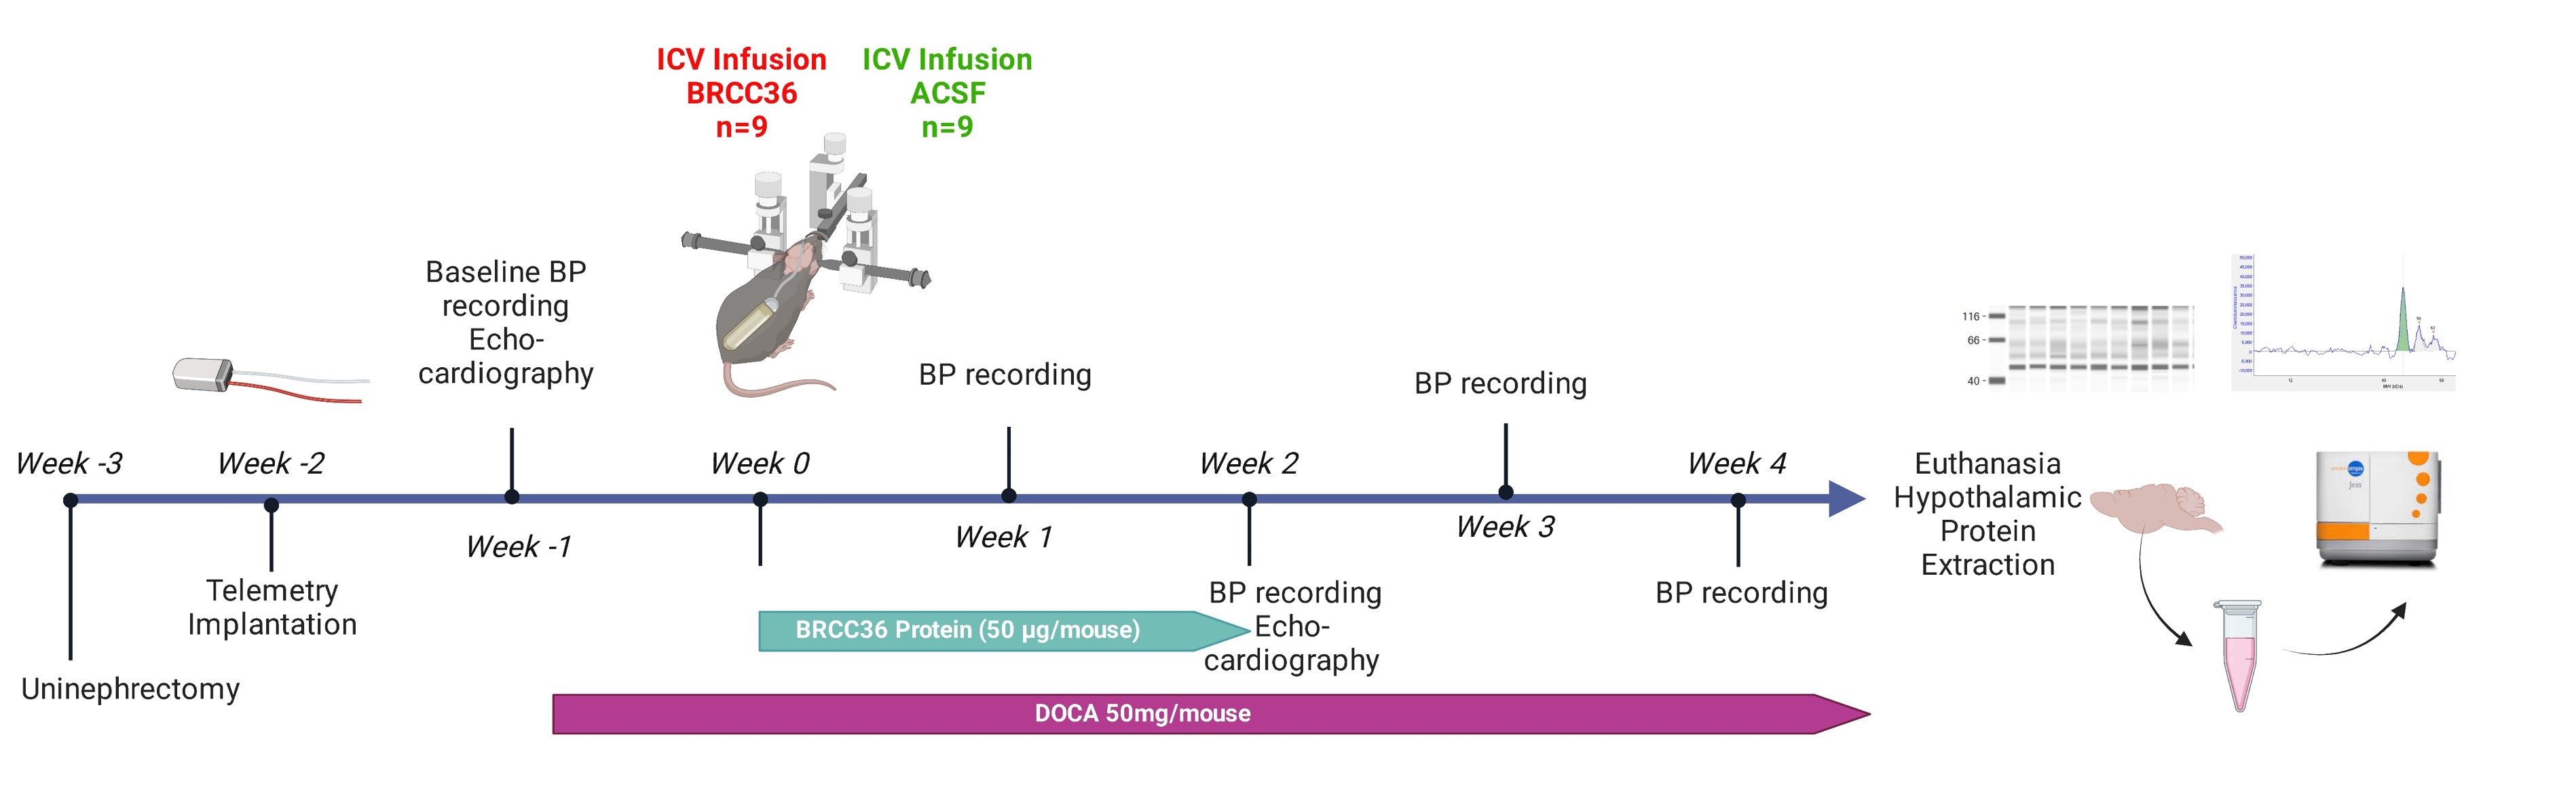 ICV Infusion
BRCC36
n=9
ICV Infusion
ACSF
n=9
Baseline BP
recording
Echo-
cardiography
BP recording
BP recording
116
66
40
Week -3
Week -2
Week 0
Week 2
Week 4
Week -1
Week 1
Week 3
Euthanasia
Hypothalamic
Protein
Extraction
Jess
Telemetry
Implantation
BP recording
Echo-
cardiography
BP recording
BRCC36 Protein (50 µg/mouse)
Uninephrectomy
DOCA 50mg/mouse